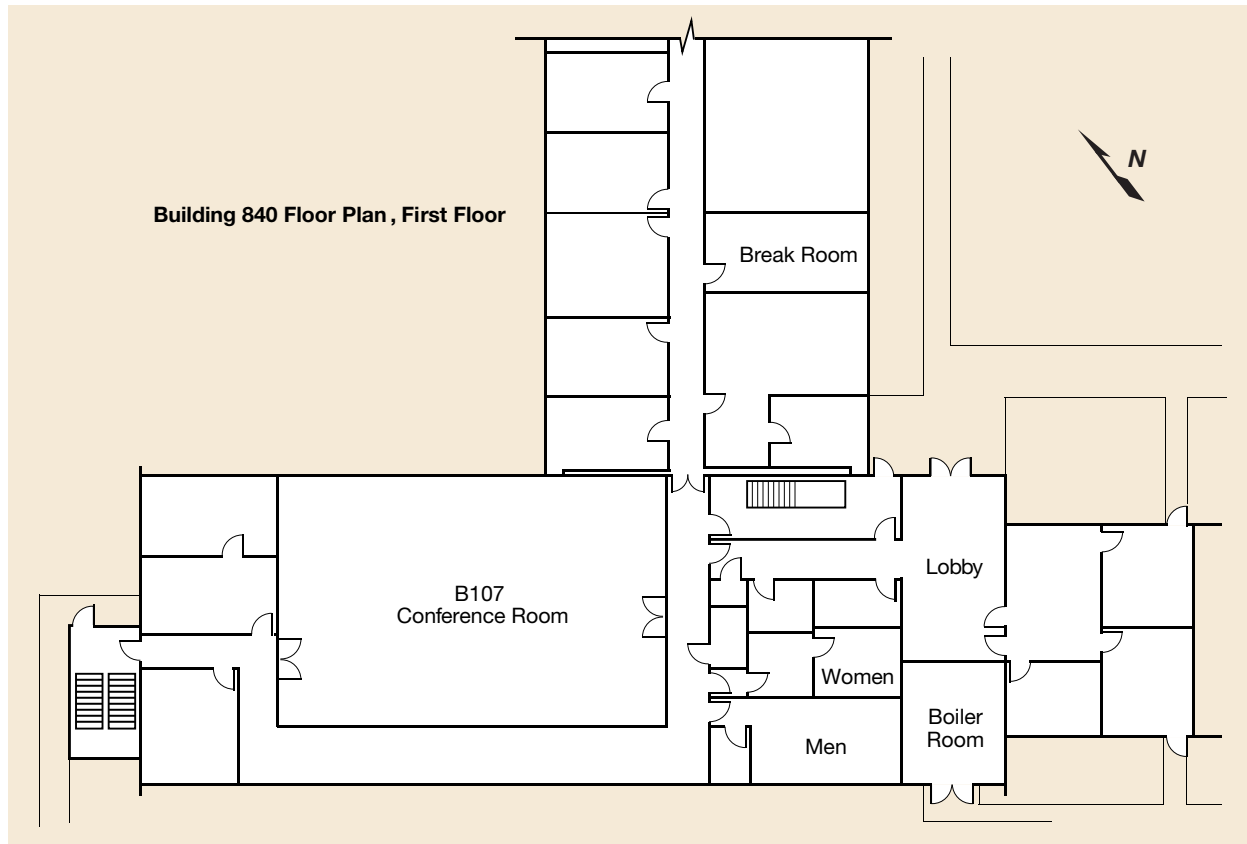 N
Building 840 Floor Plan, First Floor
Break Room
Lobby
B107
Conference Room
Women
Boiler
Room
Men